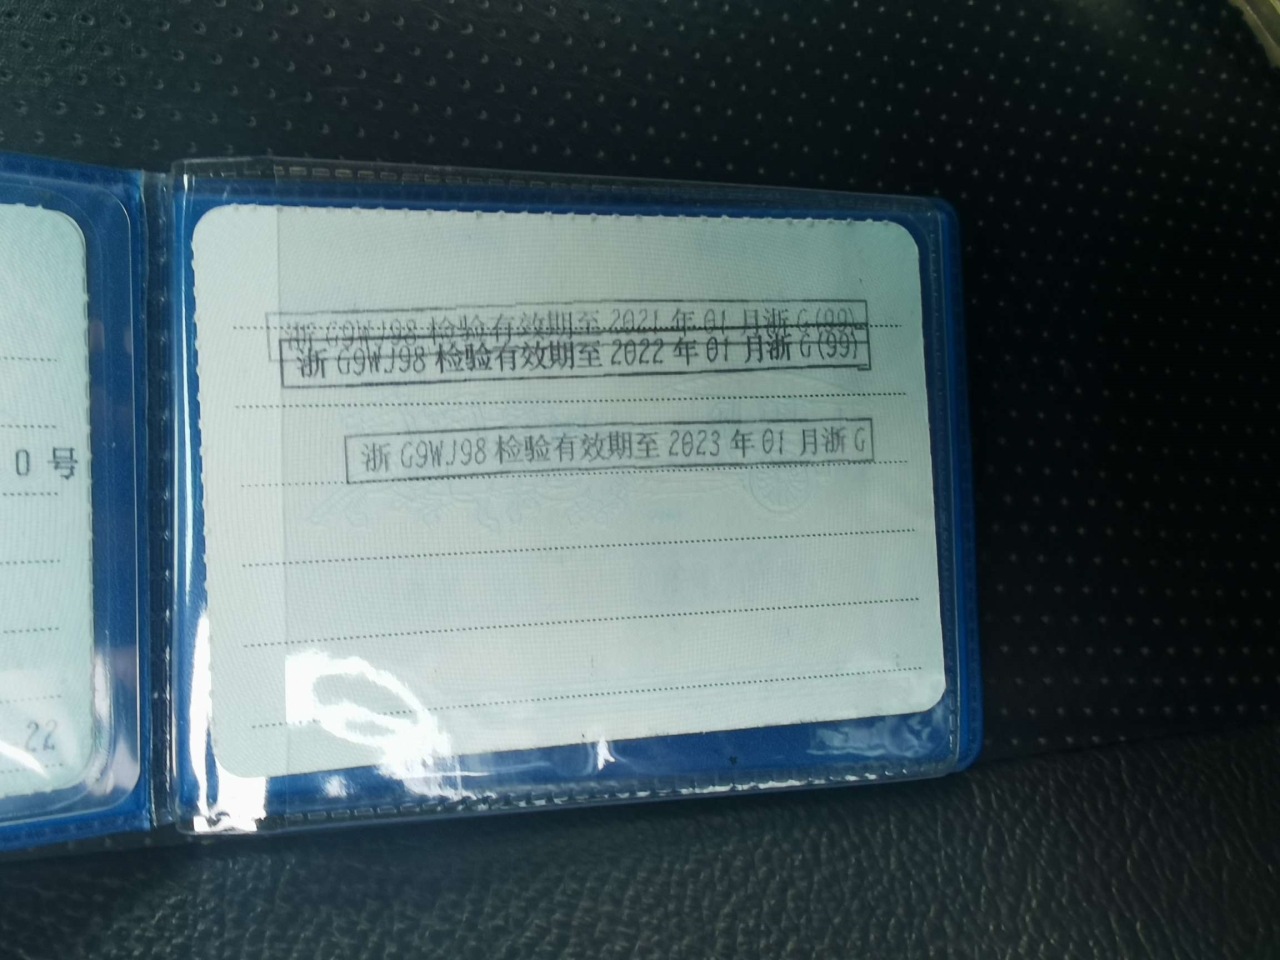 浙 G9WJ98 检验有效期至 2021 年 01 月浙 G(99)
浙 G9WJ98 检验有效期至 2022 年 01 月浙 G(99)
浙 G9WJ98 检验有效期至 2023 年 01 月浙 G
0 号
22